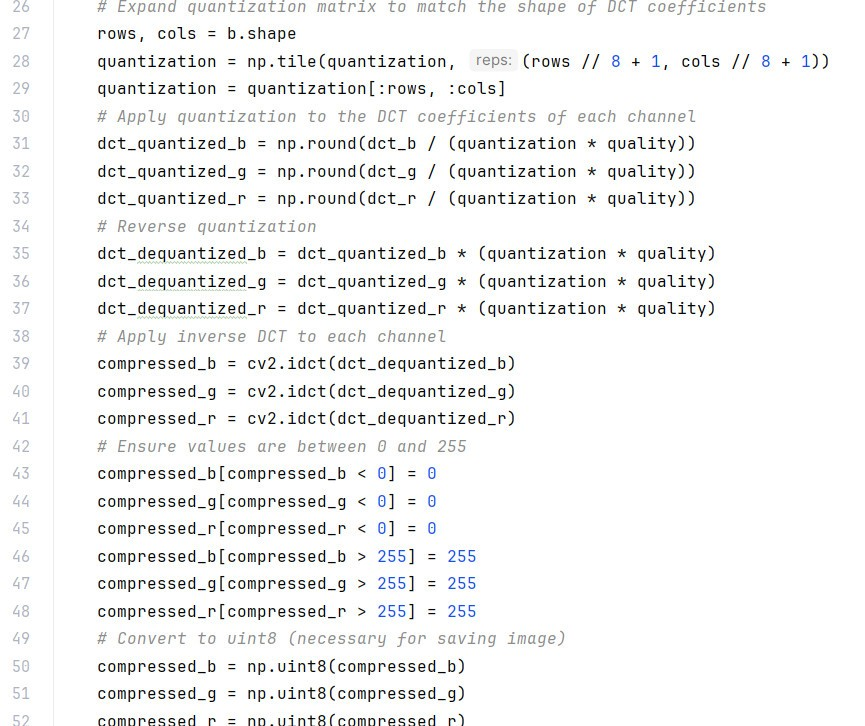 26 # Expand quantization matrix to match the shape of DCT coefficients
27 rows, cols = b.shape
28 quantization = np.tile(quantization, reps: (rows // 8 + 1, cols // 8 + 1))
29 quantization = quantization[:rows, :cols]
30 # Apply quantization to the DCT coefficients of each channel
31 dct_quantized_b = np.round(dct_b / (quantization * quality))
32 dct_quantized_g = np.round(dct_g / (quantization * quality))
33 dct_quantized_r = np.round(dct_r / (quantization * quality))
34 # Reverse quantization
35 dct_dequantized_b = dct_quantized_b * (quantization * quality)
36 dct_dequantized_g = dct_quantized_g * (quantization * quality)
37 dct_dequantized_r = dct_quantized_r * (quantization * quality)
38 # Apply inverse DCT to each channel
39 compressed_b = cv2.idct(dct_dequantized_b)
40 compressed_g = cv2.idct(dct_dequantized_g)
41 compressed_r = cv2.idct(dct_dequantized_r)
42 # Ensure values are between 0 and 255
43 compressed_b[compressed_b < 0] = 0
44 compressed_g[compressed_g < 0] = 0
45 compressed_r[compressed_r < 0] = 0
46 compressed_b[compressed_b > 255] = 255
47 compressed_g[compressed_g > 255] = 255
48 compressed_r[compressed_r > 255] = 255
49 # Convert to uint8 (necessary for saving image)
50 compressed_b = np.uint8(compressed_b)
51 compressed_g = np.uint8(compressed_g)
52 compressed_r = np.uint8(compressed_r)